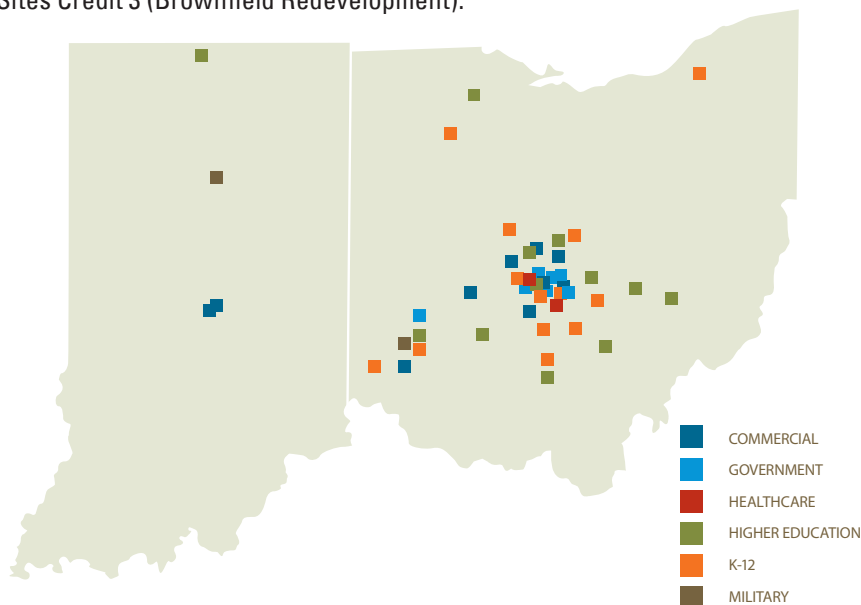 Sites Credit 3 (Brownfield Redevelopment).
COMMERCIAL
GOVERNMENT
HEALTHCARE
HIGHER EDUCATION
K-12
MILITARY